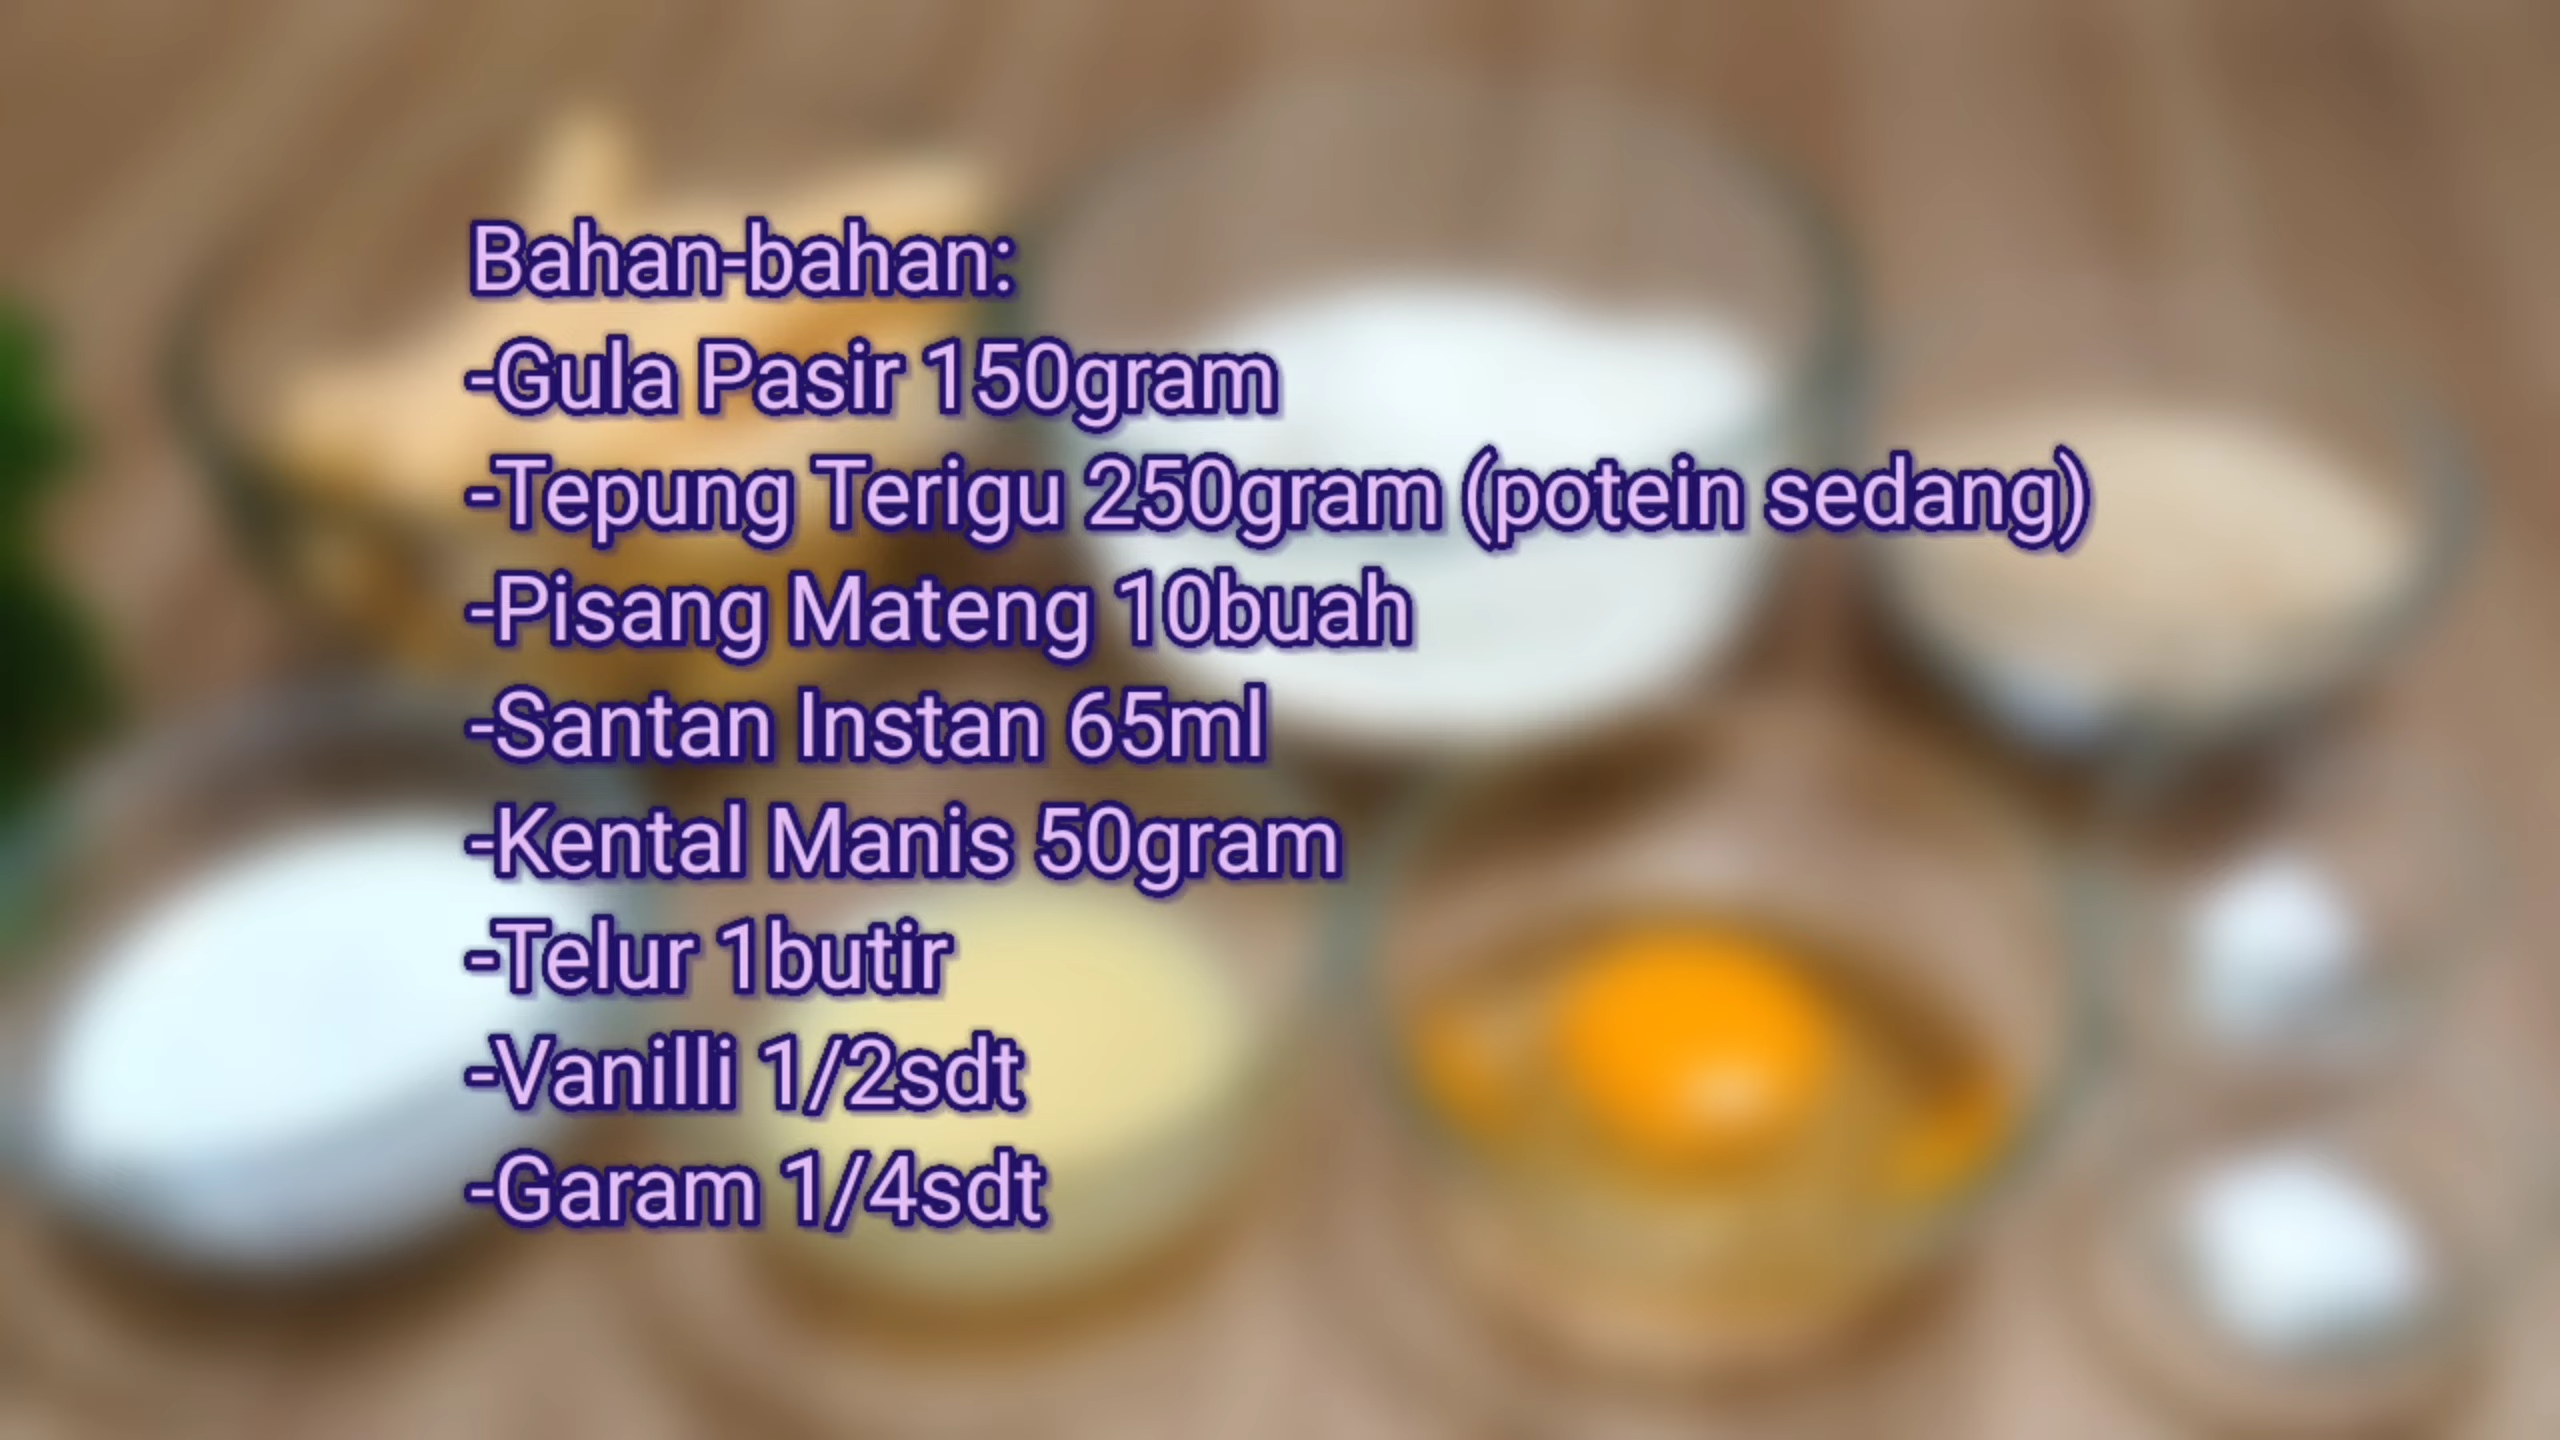 Bahan-bahan:
-Gula Pasir 150gram
-Tepung Terigu 250gram (potein sedang)
-Pisang Mateng 10buah
-Santan Instan 65ml
-Kental Manis 50gram
-Telur 1butir
-Vanilli 1/2sdt
-Garam 1/4sdt